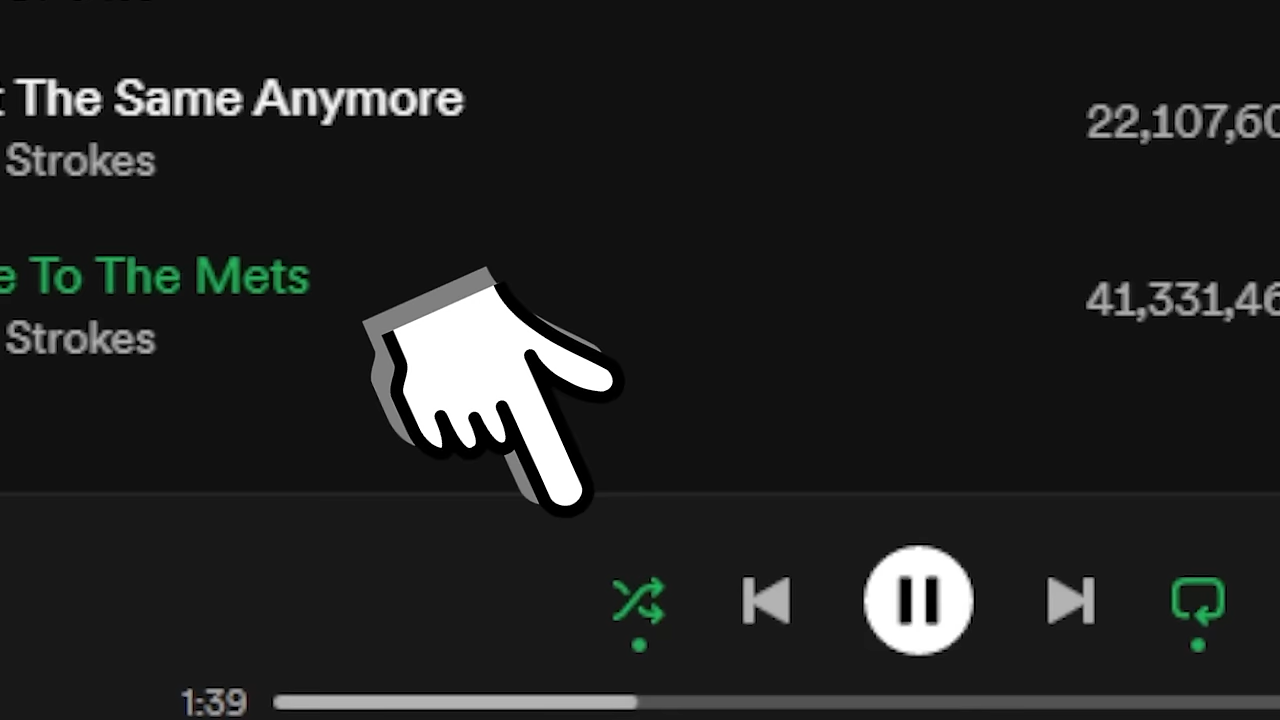 The Same Anymore
22,107,60
Strokes
To The Mets
41,331,46
Strokes
1:39